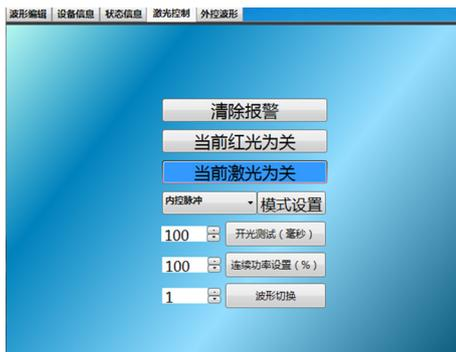 波形编辑 设备信息 状态信息 激光控制 外控波形
清除报警
当前红光为关
当前激光为关
内控脉冲 模式设置
100 开光测试(毫秒)
100 连续功率设置(%)
1 波形切换